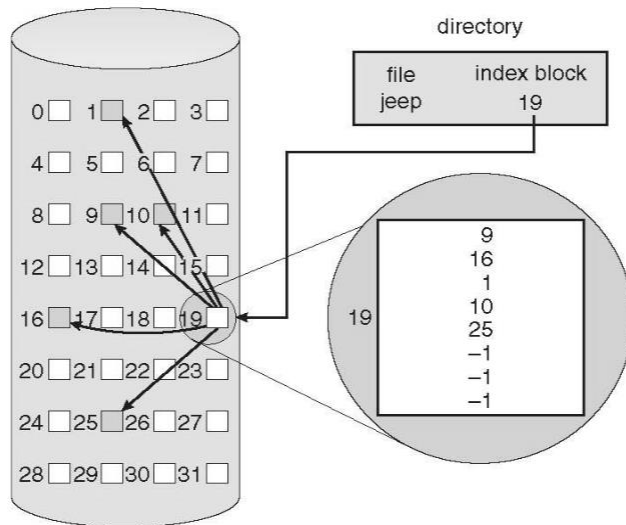 directory
file index block
jeep 19
0 1 2 3
4 5 6 7
8 9 10 11
12 13 14 15
16 17 18 19
20 21 22 23
24 25 26 27
28 29 30 31
19
9
16
1
10
25
–1
–1
–1